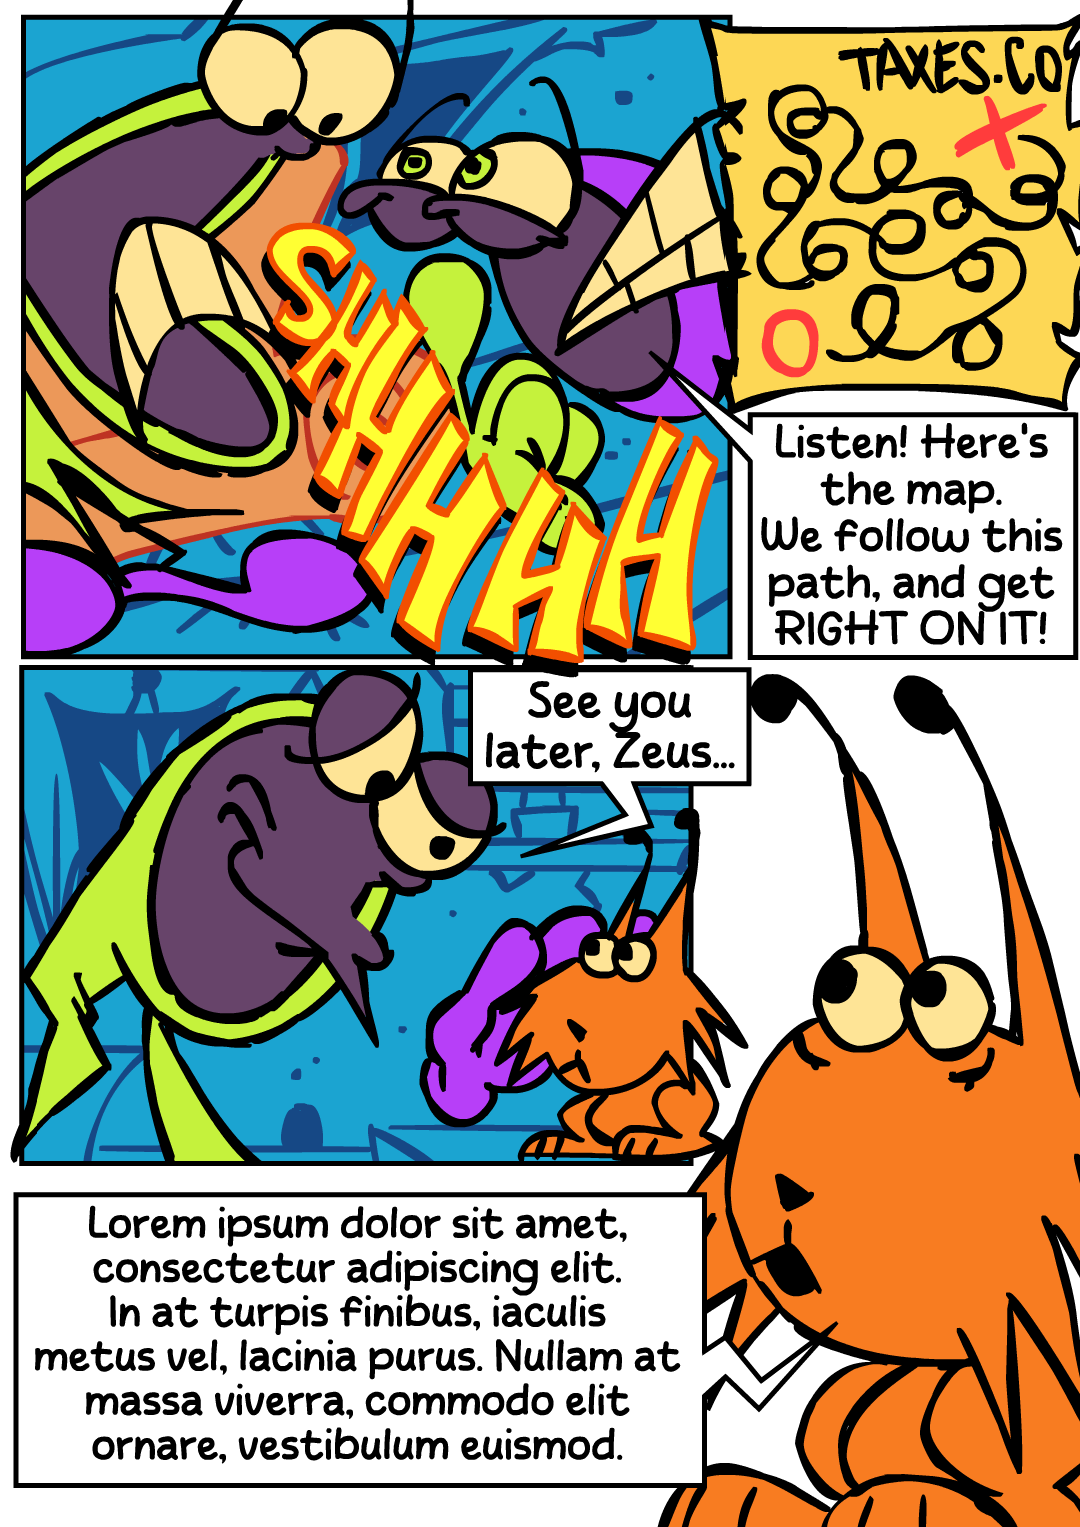 TAXES.CO
SHHHHHH
Listen! Here's
the map.
We follow this
path, and get
RIGHT ON IT!
See you
later, Zeus...
Lorem ipsum dolor sit amet,
consectetur adipiscing elit.
In at turpis finibus, iaculis
metus vel, lacinia purus. Nullam at
massa viverra, commodo elit
ornare, vestibulum euismod.